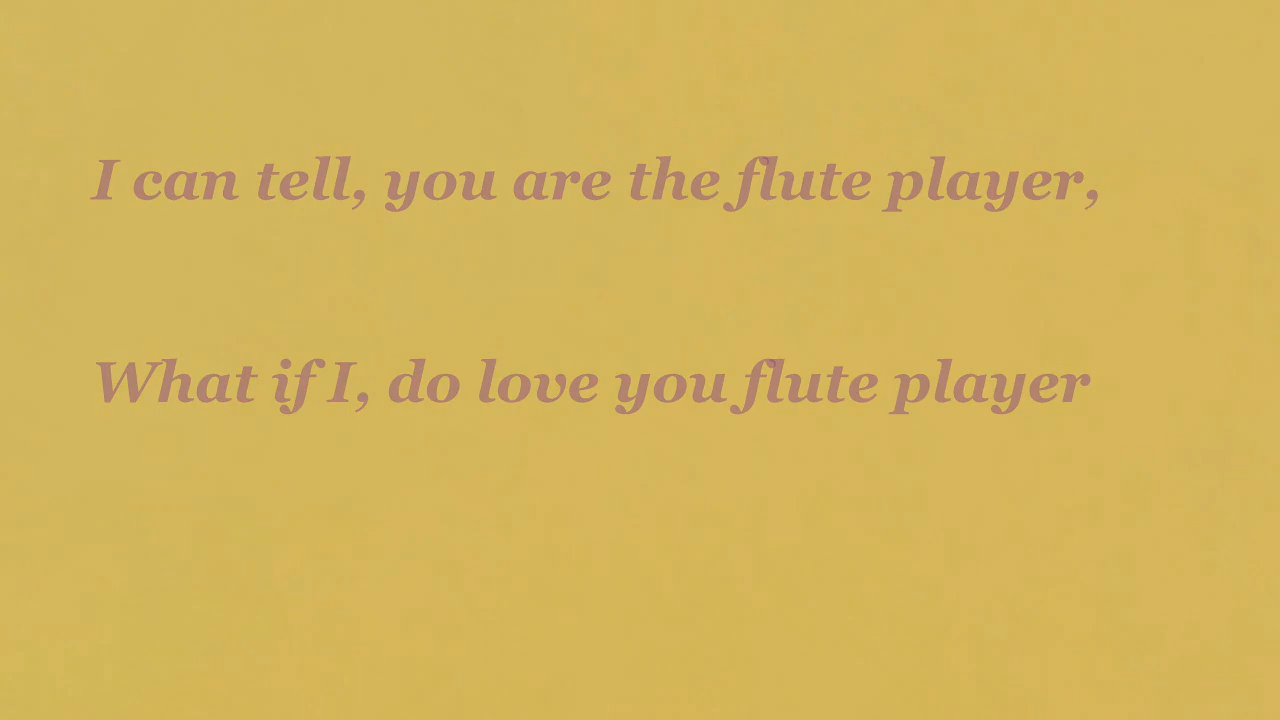 I can tell, you are the flute player,
What if I, do love you flute player